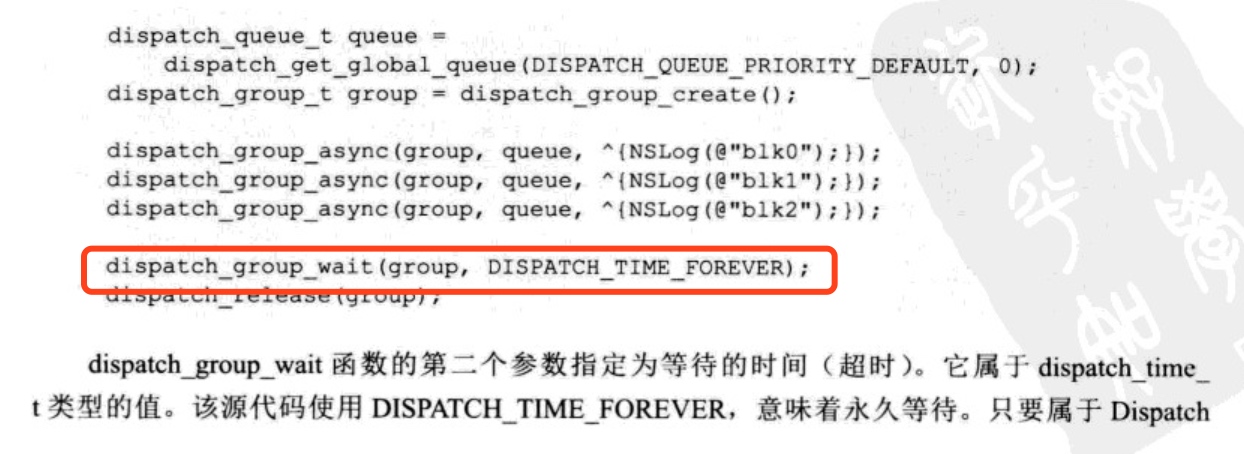 dispatch_queue_t queue =
dispatch_get_global_queue(DISPATCH_QUEUE_PRIORITY_DEFAULT, 0);
dispatch_group_t group = dispatch_group_create();
dispatch_group_async(group, queue, ^{NSLog(@"blk0");});
dispatch_group_async(group, queue, ^{NSLog(@"blk1");});
dispatch_group_async(group, queue, ^{NSLog(@"blk2");});
dispatch_group_wait(group, DISPATCH_TIME_FOREVER);
dispatch_release(group);
dispatch_group_wait 函数的第二个参数指定为等待的时间（超时）。它属于 dispatch_time_
t 类型的值。该源代码使用 DISPATCH_TIME_FOREVER，意味着永久等待。只要属于 Dispatch